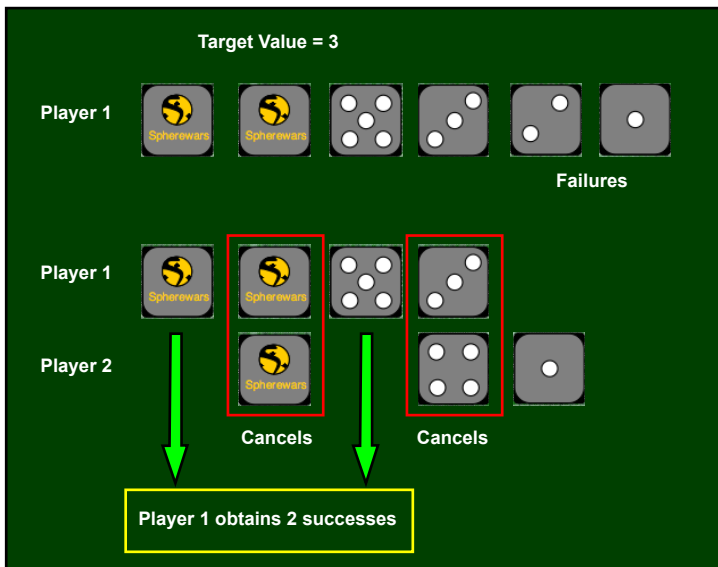 Target Value = 3
Player 1
Spherewars
Spherewars
Failures
Player 1
Spherewars
Spherewars
Player 2
Spherewars
Cancels
Cancels
Player 1 obtains 2 successes